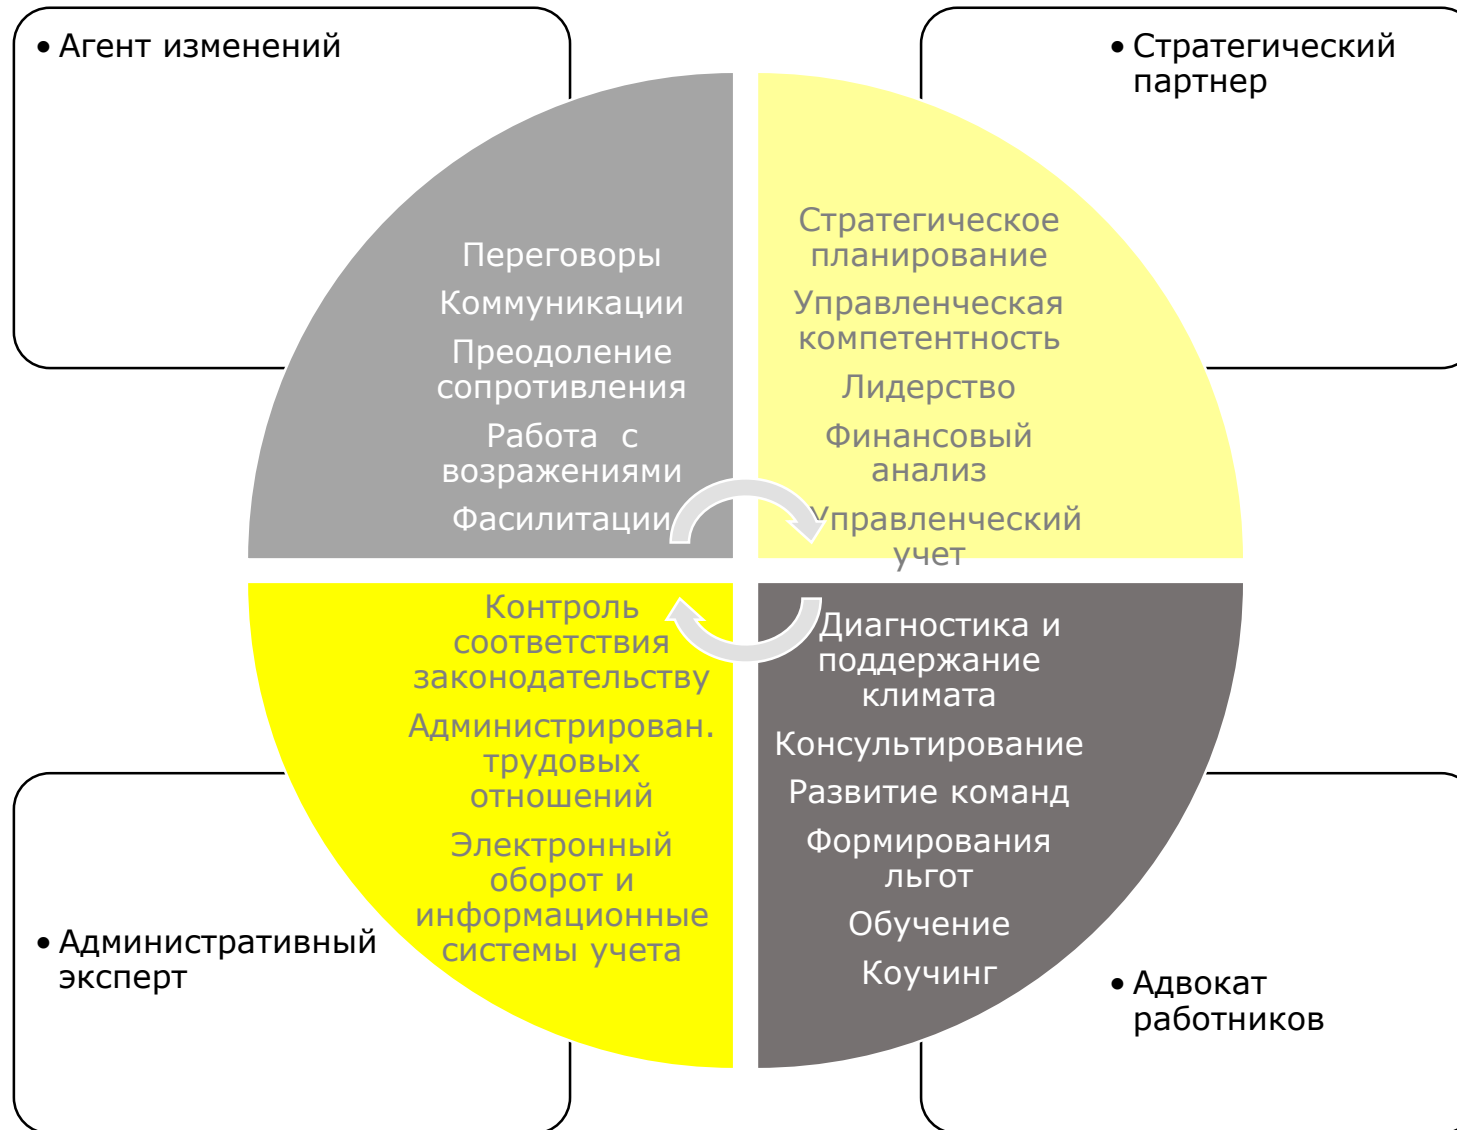 • Агент изменений
• Стратегический
партнер
Переговоры
Коммуникации
Преодоление
сопротивления
Работа  с
возражениями
Фасилитации
Стратегическое
планирование
Управленческая
компетентность
Лидерство
Финансовый
анализ
Управленческий
учет
Контроль
соответствия
законодательству
Администрирован.
трудовых
отношений
Электронный
оборот и
информационные
системы учета
Диагностика и
поддержание
климата
Консультирование
Развитие команд
Формирования
льгот
Обучение
Коучинг
• Административный
эксперт
• Адвокат
работников